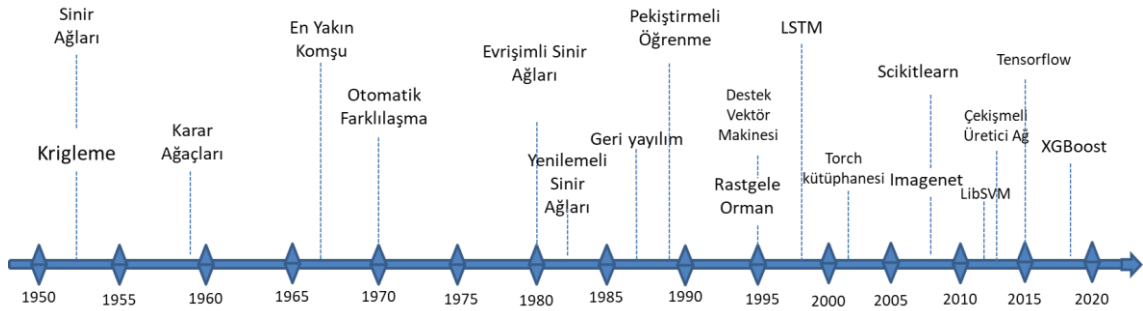 Sinir
Ağları
Krigleme
Karar
Ağaçları
En Yakın
Komşu
Otomatik
Farklılaşma
Evrişimli Sinir
Ağları
Yenilemeli
Sinir
Ağları
Geri yayılım
Pekiştirmeli
Öğrenme
Destek
Vektör
Makinesi
Rastgele
Orman
LSTM
Torch
kütüphanesi
Scikitlearn
Imagenet
LibSVM
Çekişmeli
Üretici Ağ
Tensorflow
XGBoost
1950 1955 1960 1965 1970 1975 1980 1985 1990 1995 2000 2005 2010 2015 2020